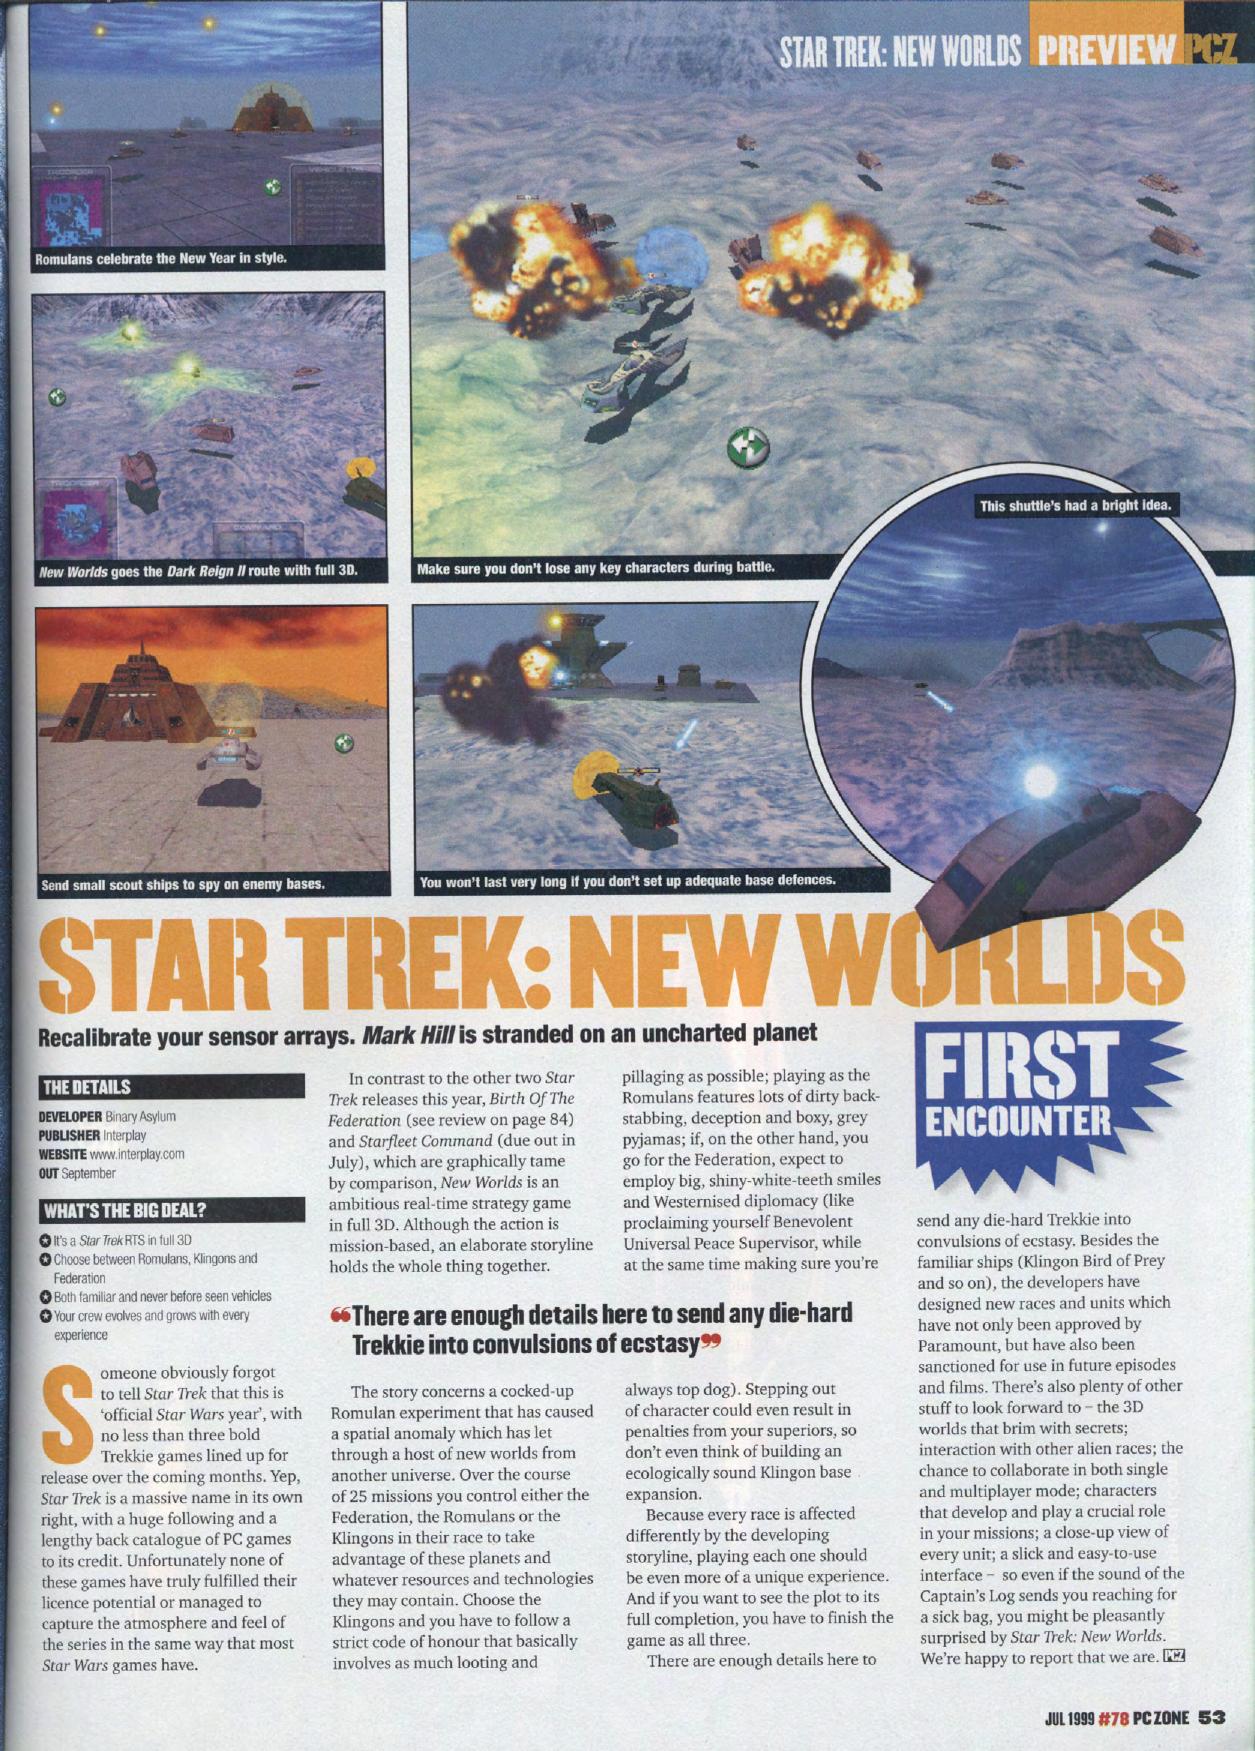 STAR TREK: NEW WORLDS PREVIEW PCZ
Romulans celebrate the New Year in style.
New Worlds goes the Dark Reign II route with full 3D.
Make sure you don't lose any key characters during battle.
This shuttle's had a bright idea.
Send small scout ships to spy on enemy bases.
You won't last very long if you don't set up adequate base defences.
STAR TREK: NEW WORLDS
Recalibrate your sensor arrays. Mark Hill is stranded on an uncharted planet
FIRST
ENCOUNTER
THE DETAILS
DEVELOPER Binary Asylum
PUBLISHER Interplay
WEBSITE www.interplay.com
OUT September
WHAT'S THE BIG DEAL?
It's a Star Trek RTS in full 3D
Choose between Romulans, Klingons and
Federation
Both familiar and never before seen vehicles
Your crew evolves and grows with every
experience
Someone obviously forgot
to tell Star Trek that this is
'official Star Wars year', with
no less than three bold
Trekkie games lined up for
release over the coming months. Yep,
Star Trek is a massive name in its own
right, with a huge following and a
lengthy back catalogue of PC games
to its credit. Unfortunately none of
these games have truly fulfilled their
licence potential or managed to
capture the atmosphere and feel of
the series in the same way that most
Star Wars games have.
In contrast to the other two Star
Trek releases this year, Birth Of The
Federation (see review on page 84)
and Starfleet Command (due out in
July), which are graphically tame
by comparison, New Worlds is an
ambitious real-time strategy game
in full 3D. Although the action is
mission-based, an elaborate storyline
holds the whole thing together.
“There are enough details here to send any die-hard
Trekkie into convulsions of ecstasy”
The story concerns a cocked-up
Romulan experiment that has caused
a spatial anomaly which has let
through a host of new worlds from
another universe. Over the course
of 25 missions you control either the
Federation, the Romulans or the
Klingons in their race to take
advantage of these planets and
whatever resources and technologies
they may contain. Choose the
Klingons and you have to follow a
strict code of honour that basically
involves as much looting and
pillaging as possible; playing as the
Romulans features lots of dirty back-
stabbing, deception and boxy, grey
pyjamas; if, on the other hand, you
go for the Federation, expect to
employ big, shiny-white-teeth smiles
and Westernised diplomacy (like
proclaiming yourself Benevolent
Universal Peace Supervisor, while
at the same time making sure you're
always top dog). Stepping out
of character could even result in
penalties from your superiors, so
don't even think of building an
ecologically sound Klingon base
expansion.
Because every race is affected
differently by the developing
storyline, playing each one should
be even more of a unique experience.
And if you want to see the plot to its
full completion, you have to finish the
game as all three.
There are enough details here to
send any die-hard Trekkie into
convulsions of ecstasy. Besides the
familiar ships (Klingon Bird of Prey
and so on), the developers have
designed new races and units which
have not only been approved by
Paramount, but have also been
sanctioned for use in future episodes
and films. There's also plenty of other
stuff to look forward to – the 3D
worlds that brim with secrets;
interaction with other alien races; the
chance to collaborate in both single
and multiplayer mode; characters
that develop and play a crucial role
in your missions; a close-up view of
every unit; a slick and easy-to-use
interface – so even if the sound of the
Captain's Log sends you reaching for
a sick bag, you might be pleasantly
surprised by Star Trek: New Worlds.
We're happy to report that we are. PCZ
JUL 1999 #78 PC ZONE 53